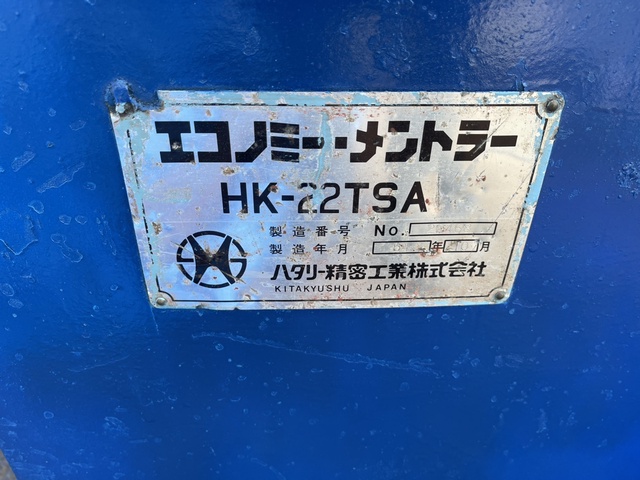 エコノミー・メントラー
HK-22TSA
製造番号 No.
製造年月 年 月
ハタリー精密工業株式会社
KITAKYUSHU JAPAN